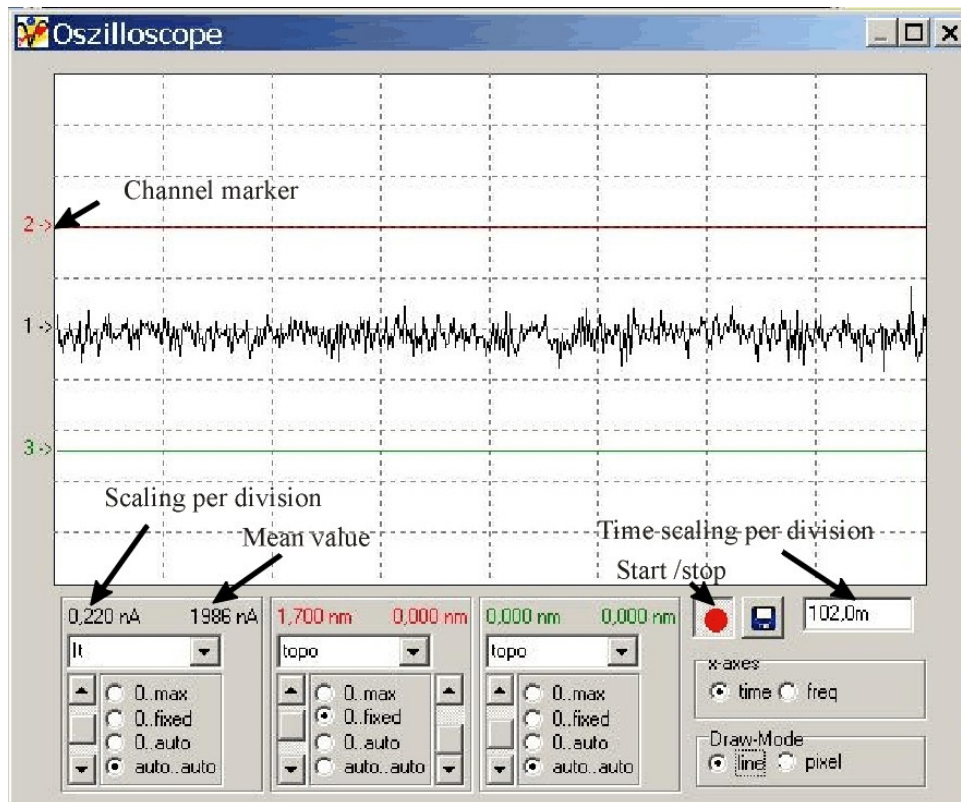 Oszilloscope
Channel marker
2->
1->
3->
Scaling per division
Mean value
Time scaling per division
Start /stop
0,220 nA 1986 nA
1,700 nm 0,000 nm
0,000 nm 0,000 nm
102,0m
It
topo
topo
x-axes
time freq
0..max
0..fixed
0..auto
auto..auto
0..max
0..fixed
0..auto
auto..auto
0..max
0..fixed
0..auto
auto..auto
Draw-Mode
line pixel